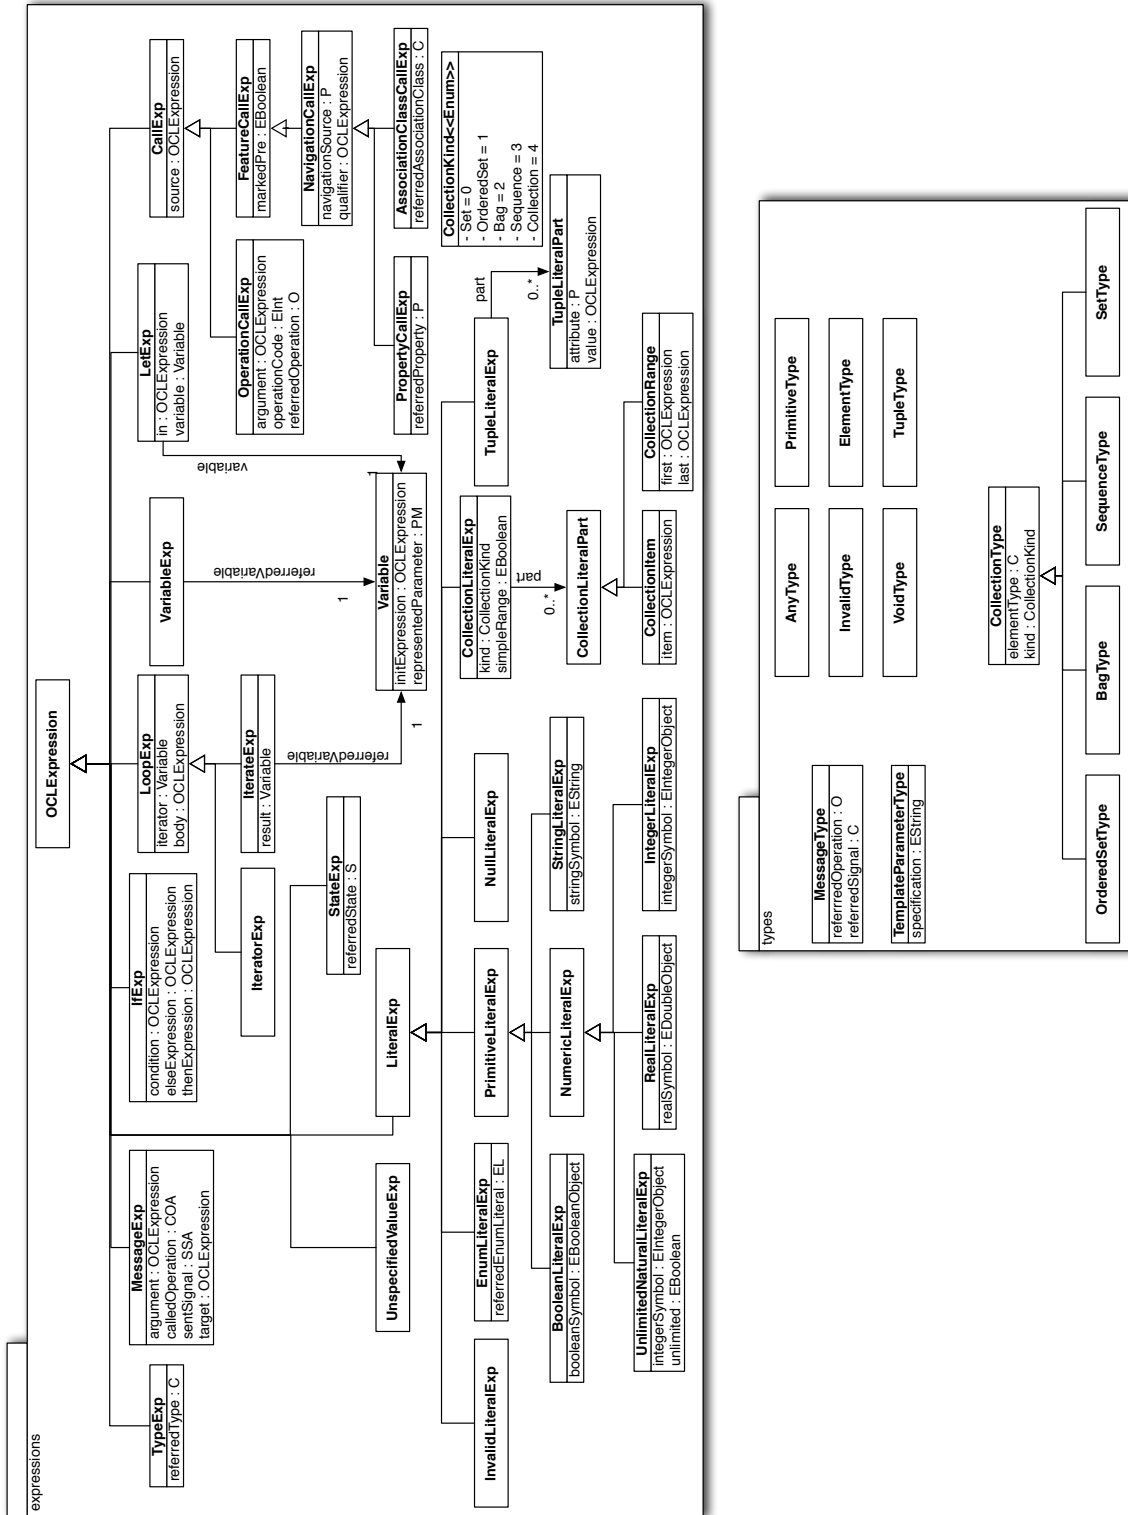 expressions
OCLExpression
TypeExp
referredType : C
MessageExp
argument : OCLExpression
calledOperation : COA
sentSignal : SSA
target : OCLExpression
IfExp
condition : OCLExpression
elseExpression : OCLExpression
thenExpression : OCLExpression
LoopExp
iterator : Variable
body : OCLExpression
VariableExp
LetExp
in : OCLExpression
variable : Variable
CallExp
source : OCLExpression
IteratorExp
IterateExp
result : Variable
OperationCallExp
argument : OCLExpression
operationCode : EInt
referredOperation : O
FeatureCallExp
markedPre : EBoolean
StateExp
referredState : S
referredVariable
1
referredVariable
1
variable
1
NavigationCallExp
navigationSource : P
qualifier : OCLExpression
UnspecifiedValueExp
LiteralExp
Variable
initExpression : OCLExpression
representedParameter : PM
PropertyCallExp
referredProperty : P
AssociationClassCallExp
referredAssociationClass : C
InvalidLiteralExp
EnumLiteralExp
referredEnumLiteral : EL
PrimitiveLiteralExp
NullLiteralExp
CollectionLiteralExp
kind : CollectionKind
simpleRange : EBoolean
TupleLiteralExp
CollectionKind<<Enum>>
- Set = 0
- OrderedSet = 1
- Bag = 2
- Sequence = 3
- Collection = 4
part
0..*
part
0..*
BooleanLiteralExp
booleanSymbol : EBooleanObject
NumericLiteralExp
StringLiteralExp
stringSymbol : EString
CollectionLiteralPart
TupleLiteralPart
attribute : P
value : OCLExpression
UnlimitedNaturalLiteralExp
integerSymbol : EIntegerObject
unlimited : EBoolean
RealLiteralExp
realSymbol : EDoubleObject
IntegerLiteralExp
integerSymbol : EIntegerObject
CollectionItem
item : OCLExpression
CollectionRange
first : OCLExpression
last : OCLExpression
types
MessageType
referrredOperation : O
referredSignal : C
AnyType
PrimitiveType
InvalidType
ElementType
TemplateParameterType
specification : EString
VoidType
TupleType
CollectionType
elementType : C
kind : CollectionKind
OrderedSetType
BagType
SequenceType
SetType